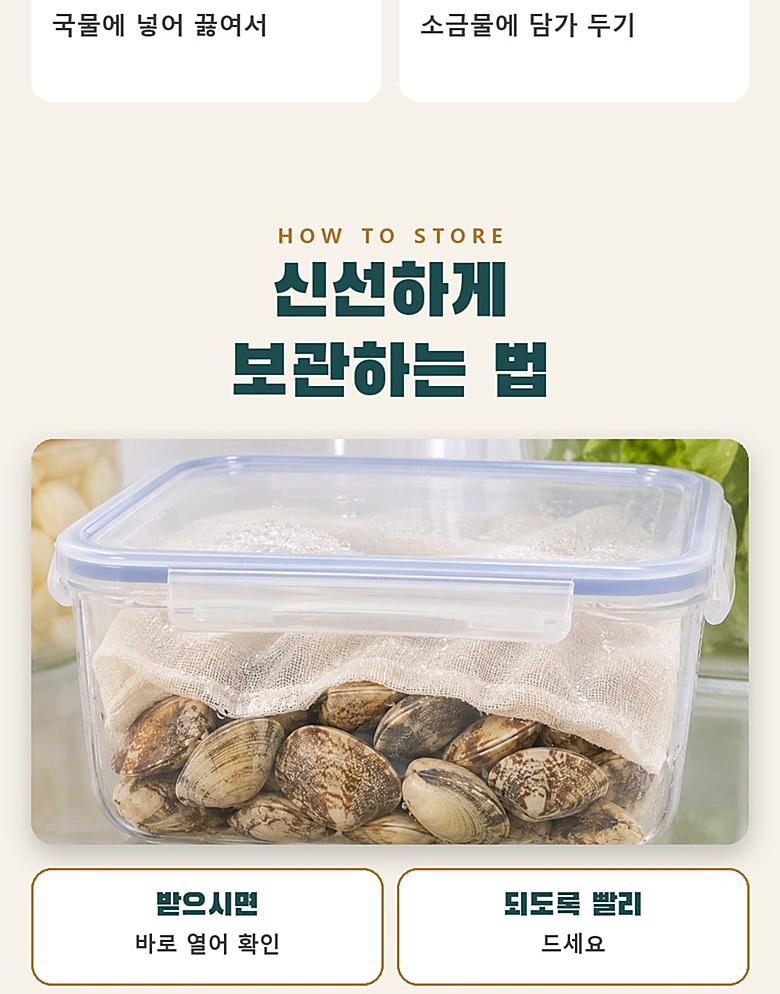 국물에 넣어 끓여서
소금물에 담가 두기
HOW TO STORE
신선하게
보관하는 법
받으시면
바로 열어 확인
되도록 빨리
드세요